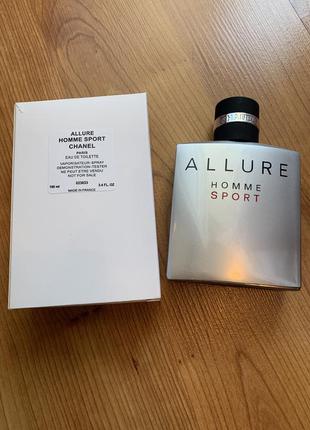 ALLURE
HOMME SPORT
CHANEL
PARIS
EAU DE TOILETTE
VAPORISATEUR-SPRAY
DEMONSTRATION-TESTER
NE PEUT ETRE VENDU
NOT FOR SALE
100 ml 3.4 FL. OZ
MADE IN FRANCE
ALLURE
HOMME
SPORT